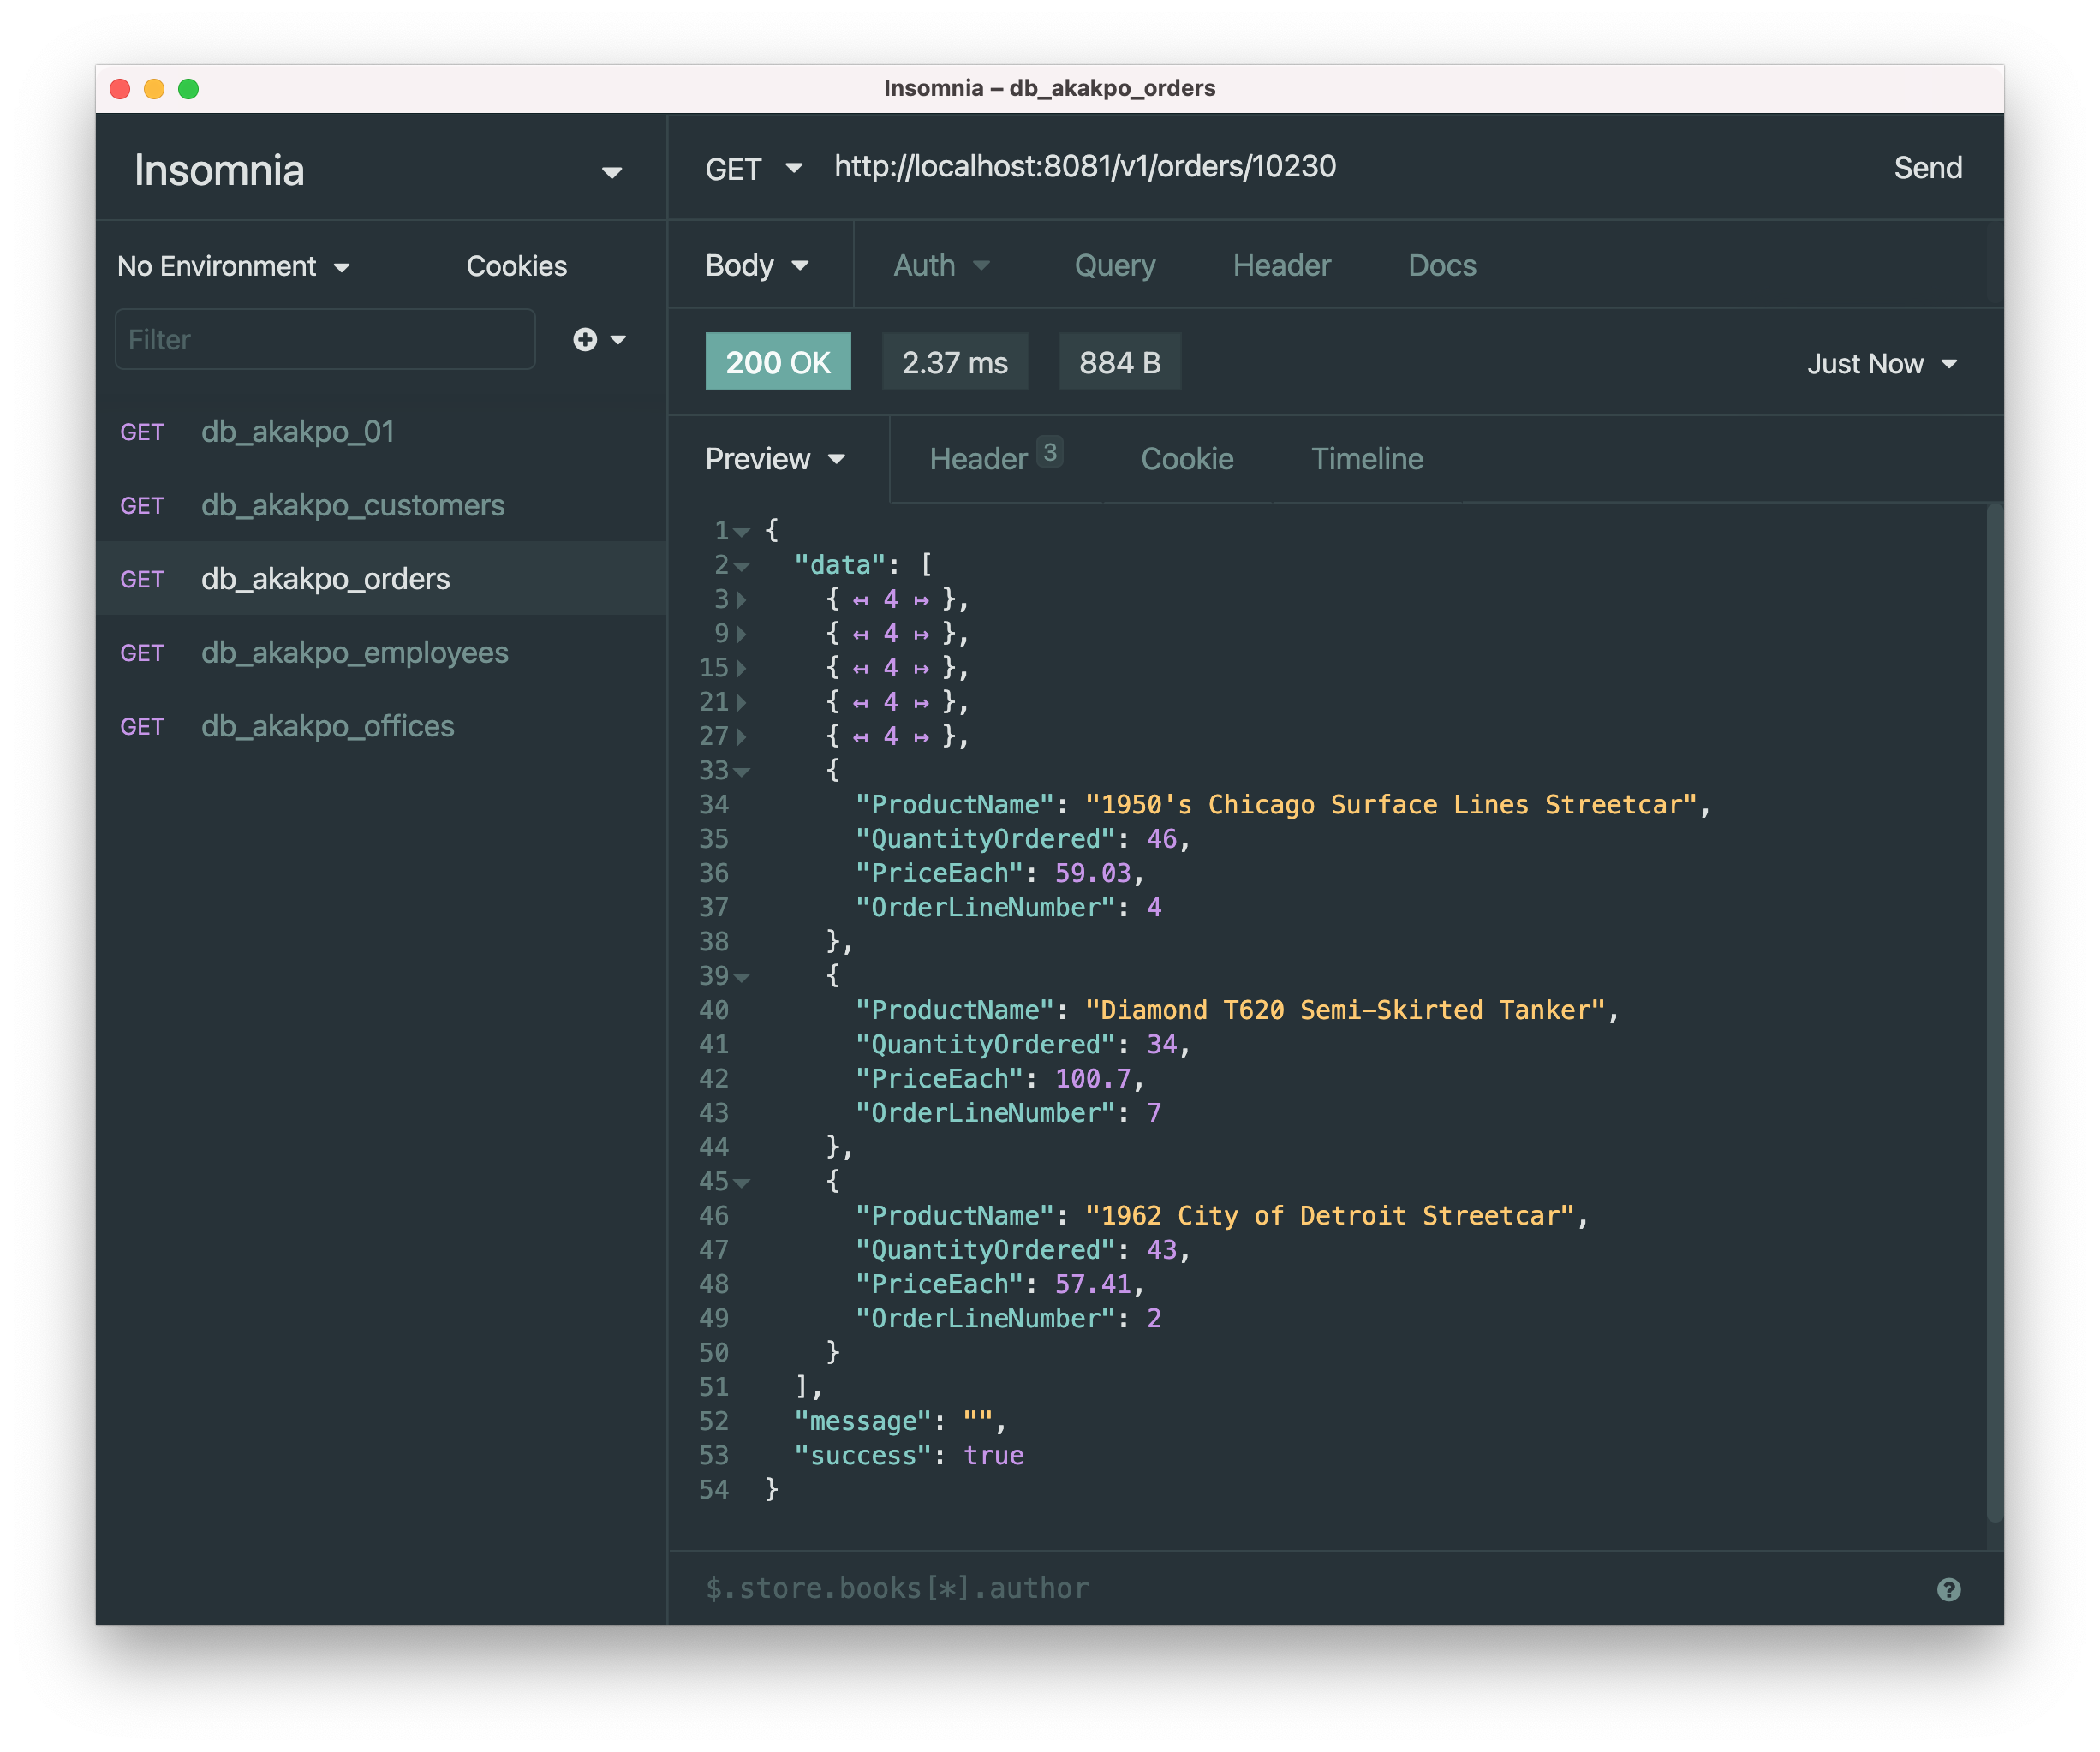 Insomnia – db_akakpo_orders
Insomnia
GET http://localhost:8081/v1/orders/10230 Send
No Environment Cookies
Body Auth Query Header Docs
Filter
200 OK 2.37 ms 884 B Just Now
GET db_akakpo_01
GET db_akakpo_customers
GET db_akakpo_orders
GET db_akakpo_employees
GET db_akakpo_offices
Preview Header 3 Cookie Timeline
1 {
2 "data": [
3 { ↤ 4 ↦ },
9 { ↤ 4 ↦ },
15 { ↤ 4 ↦ },
21 { ↤ 4 ↦ },
27 { ↤ 4 ↦ },
33 {
34 "ProductName": "1950's Chicago Surface Lines Streetcar",
35 "QuantityOrdered": 46,
36 "PriceEach": 59.03,
37 "OrderLineNumber": 4
38 },
39 {
40 "ProductName": "Diamond T620 Semi-Skirted Tanker",
41 "QuantityOrdered": 34,
42 "PriceEach": 100.7,
43 "OrderLineNumber": 7
44 },
45 {
46 "ProductName": "1962 City of Detroit Streetcar",
47 "QuantityOrdered": 43,
48 "PriceEach": 57.41,
49 "OrderLineNumber": 2
50 }
51 ],
52 "message": "",
53 "success": true
54 }
$.store.books[*].author ?